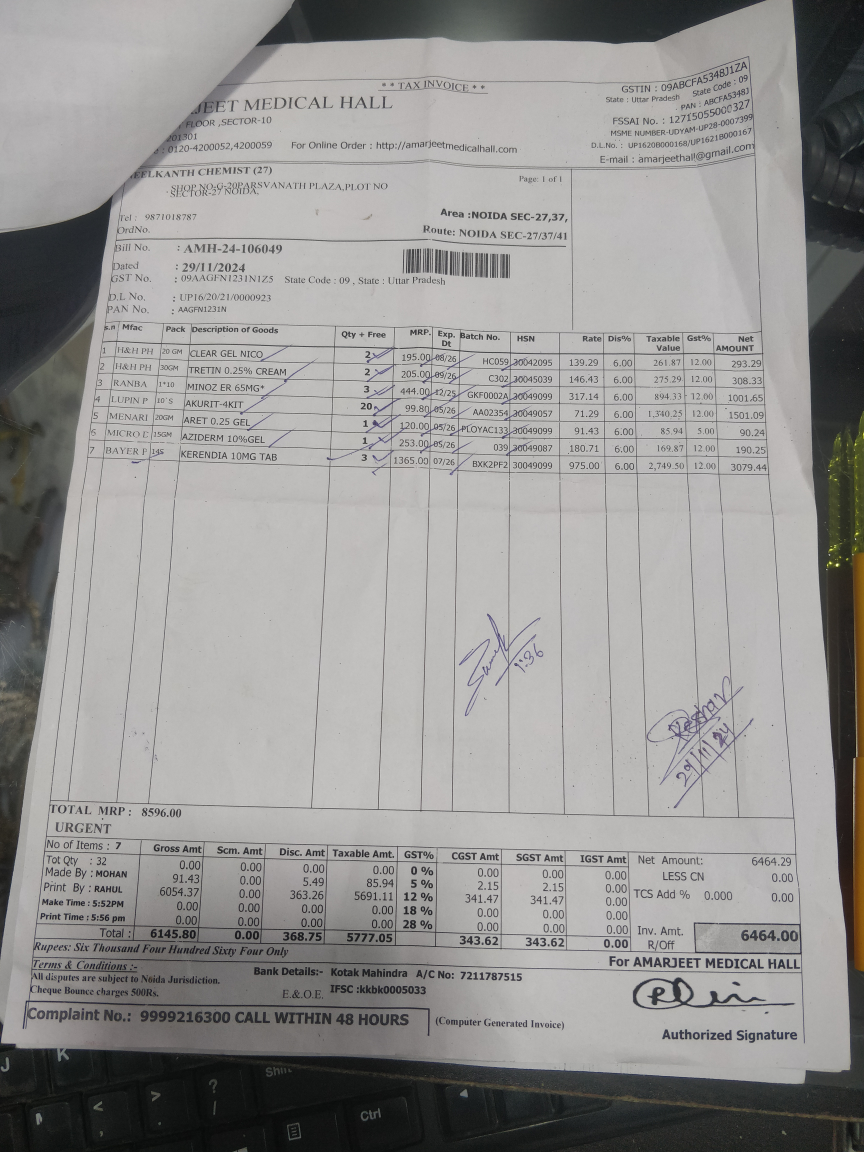 * * TAX INVOICE * *
GSTIN : 09ABCFA5348J1ZA
State : Uttar Pradesh State Code : 09
PAN : ABCFA5348J
FSSAI No. : 12715055000327
MSME NUMBER-UDYAM-UP28-0007399
D.L.No. : UP1620B000168/UP1621B000167
E-mail : amarjeethall@gmail.com
RJEET MEDICAL HALL
FLOOR ,SECTOR-10
201301
: 0120-4200052,4200059 For Online Order : http://amarjeetmedicalhall.com
EELKANTH CHEMIST (27) Page: 1 of 1
SHOP NO-G-20PARSVANATH PLAZA,PLOT NO
SECTOR-27 NOIDA,
Tel : 9871018787 Area :NOIDA SEC-27,37,
OrdNo. Route: NOIDA SEC-27/37/41
Bill No. : AMH-24-106049
Dated : 29/11/2024
GST No. : 09AAGFN1231N1Z5 State Code : 09 , State : Uttar Pradesh
D.L No. : UP16/20/21/0000923
PAN No. : AAGFN1231N
s.n Mfac Pack Description of Goods Qty + Free MRP. Exp. Dt Batch No. HSN Rate Dis% Taxable Value Gst% Net AMOUNT
1 H&H PH 20 GM CLEAR GEL NICO 2 195.00 08/26 HC059 30042095 139.29 6.00 261.87 12.00 293.29
2 H&H PH 30GM TRETIN 0.25% CREAM 2 205.00 09/26 C302 30045039 146.43 6.00 275.29 12.00 308.33
3 RANBA 1*10 MINOZ ER 65MG* 3 444.00 12/25 GKF0002A 30049099 317.14 6.00 894.33 12.00 1001.65
4 LUPIN P 10`S AKURIT-4KIT 20 99.80 05/26 AA02354 30049057 71.29 6.00 1,340.25 12.00 1501.09
5 MENARI 20GM ARET 0.25 GEL 1 120.00 05/26 PLOYAC133 30049099 91.43 6.00 85.94 5.00 90.24
6 MICRO 15GM AZIDERM 10%GEL 1 253.00 05/26 039 30049087 180.71 6.00 169.87 12.00 190.25
7 BAYER P 14S KERENDIA 10MG TAB 3 1365.00 07/26 BXK2PF2 30049099 975.00 6.00 2,749.50 12.00 3079.44
1:36
29/11/24
TOTAL MRP : 8596.00
URGENT
No of Items : 7 Gross Amt Scm. Amt Disc. Amt Taxable Amt. GST% CGST Amt SGST Amt IGST Amt Net Amount: 6464.29
Tot Qty : 32 0.00 0.00 0.00 0.00 0 % 0.00 0.00 0.00 LESS CN 0.00
Made By : MOHAN 91.43 0.00 5.49 85.94 5 % 2.15 2.15 0.00 TCS Add % 0.000 0.00
Print By : RAHUL 6054.37 0.00 363.26 5691.11 12 % 341.47 341.47 0.00
Make Time : 5:52PM 0.00 0.00 0.00 0.00 18 % 0.00 0.00 0.00
Print Time : 5:56 pm 0.00 0.00 0.00 0.00 28 % 0.00 0.00 0.00 Inv. Amt. 6464.00
Total : 6145.80 0.00 368.75 5777.05 343.62 343.62 0.00 R/Off
Rupees: Six Thousand Four Hundred Sixty Four Only
For AMARJEET MEDICAL HALL
Terms & Conditions :- Bank Details:- Kotak Mahindra A/C No: 7211787515
All disputes are subject to Noida Jurisdiction. IFSC :kkbk0005033
Cheque Bounce charges 500Rs. E.&.O.E.
Complaint No.: 9999216300 CALL WITHIN 48 HOURS (Computer Generated Invoice)
Authorized Signature
J K
Shif
< > ? Ctrl